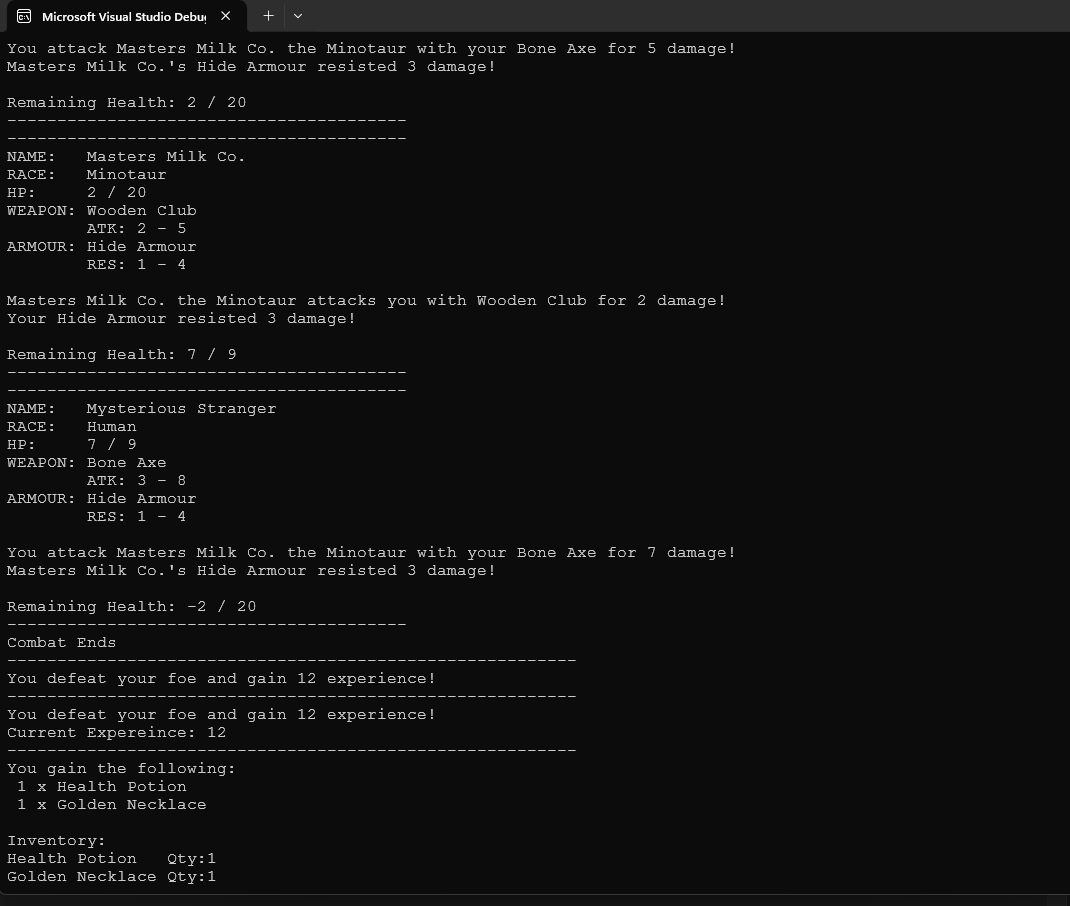 Microsoft Visual Studio Debug
You attack Masters Milk Co. the Minotaur with your Bone Axe for 5 damage!
Masters Milk Co.'s Hide Armour resisted 3 damage!
Remaining Health: 2 / 20
----------------------------------------
----------------------------------------
NAME:   Masters Milk Co.
RACE:   Minotaur
HP:     2 / 20
WEAPON: Wooden Club
        ATK: 2 - 5
ARMOUR: Hide Armour
        RES: 1 - 4
Masters Milk Co. the Minotaur attacks you with Wooden Club for 2 damage!
Your Hide Armour resisted 3 damage!
Remaining Health: 7 / 9
----------------------------------------
----------------------------------------
NAME:   Mysterious Stranger
RACE:   Human
HP:     7 / 9
WEAPON: Bone Axe
        ATK: 3 - 8
ARMOUR: Hide Armour
        RES: 1 - 4
You attack Masters Milk Co. the Minotaur with your Bone Axe for 7 damage!
Masters Milk Co.'s Hide Armour resisted 3 damage!
Remaining Health: -2 / 20
----------------------------------------
Combat Ends
---------------------------------------------------------
You defeat your foe and gain 12 experience!
---------------------------------------------------------
You defeat your foe and gain 12 experience!
Current Expereince: 12
---------------------------------------------------------
You gain the following:
 1 x Health Potion
 1 x Golden Necklace
Inventory:
Health Potion   Qty:1
Golden Necklace Qty:1